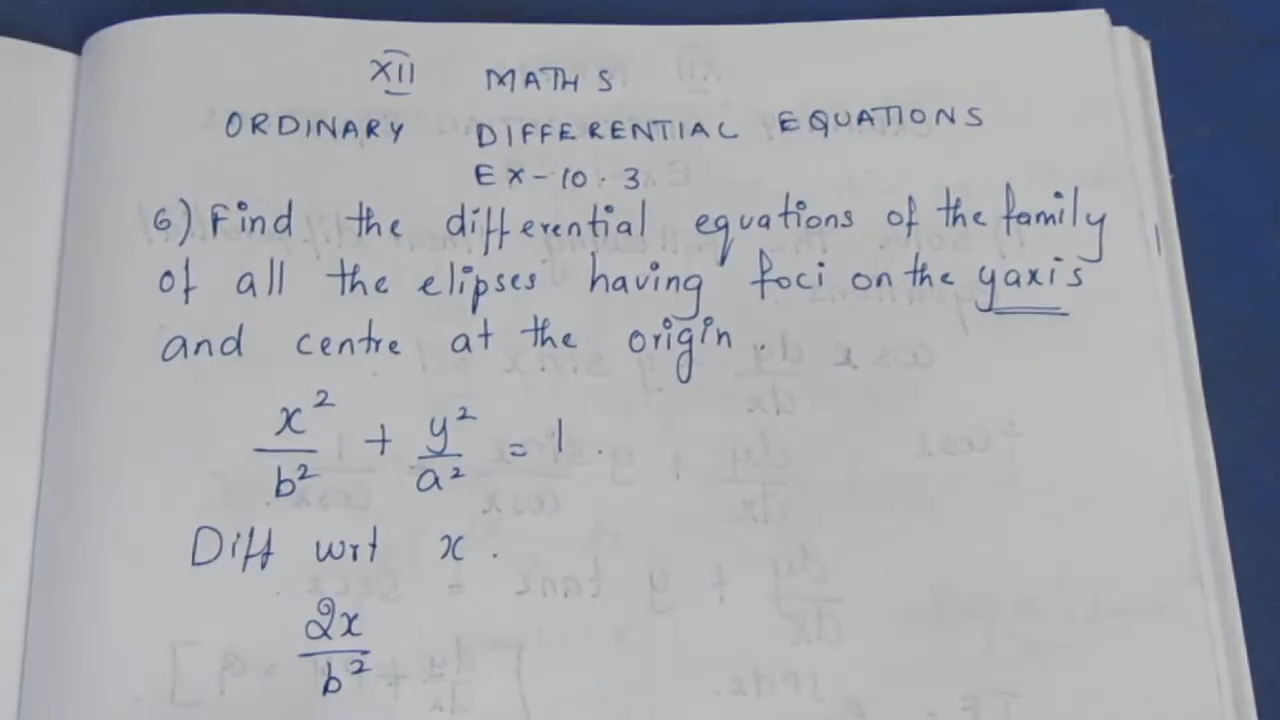 XII MATHS
ORDINARY DIFFERENTIAL EQUATIONS
EX-10.3
6) Find the differential equations of the family
of all the elipses having foci on the yaxis
and centre at the origin.
x²/b² + y²/a² = 1.
Diff wrt x.
2x/b²